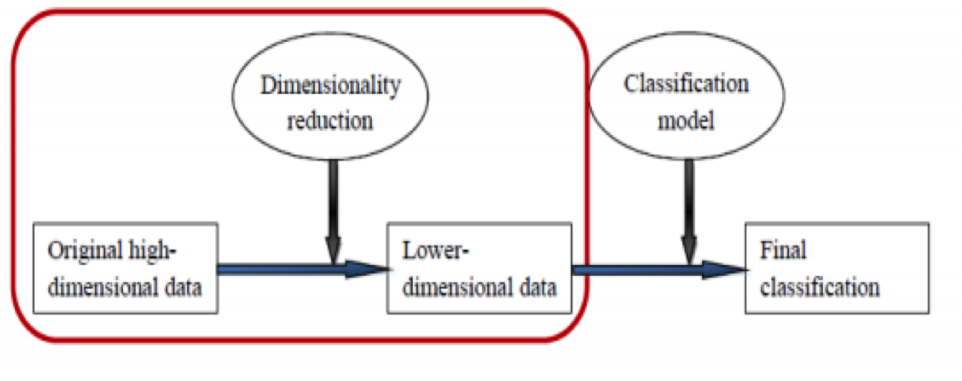 Dimensionality
reduction
Classification
model
Original high-
dimensional data
Lower-
dimensional data
Final
classification